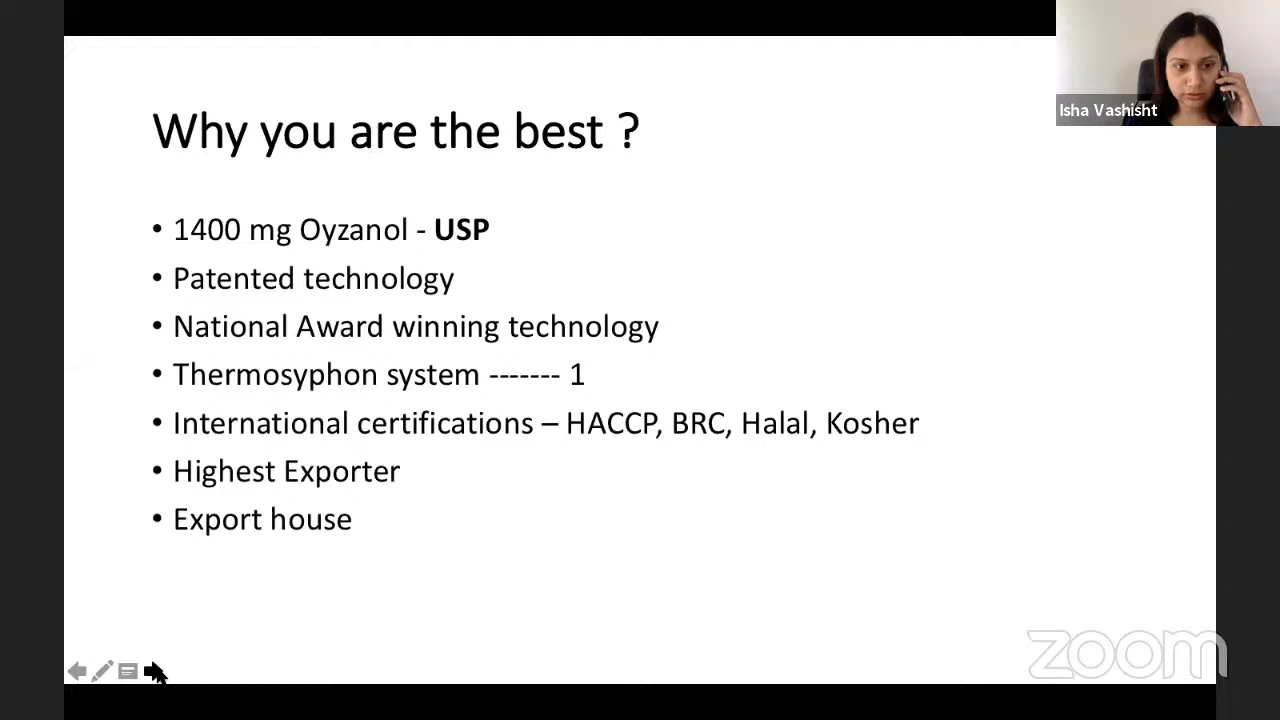 Isha Vashisht
Why you are the best ?
• 1400 mg Oyzanol - USP
• Patented technology
• National Award winning technology
• Thermosyphon system ------- 1
• International certifications – HACCP, BRC, Halal, Kosher
• Highest Exporter
• Export house
zoom